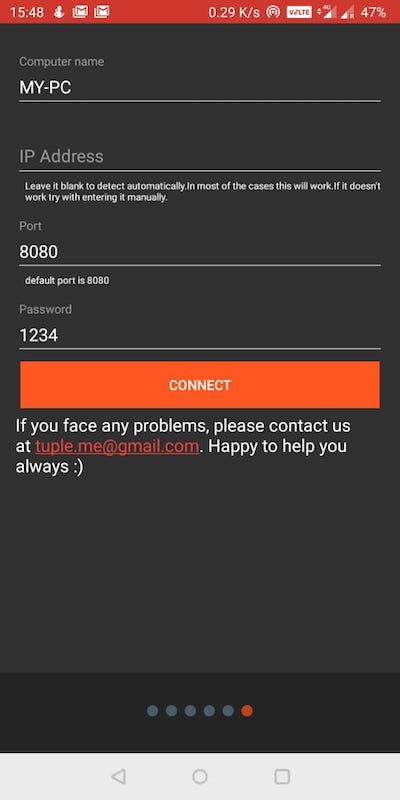 15:48 0.29 K/s VoLTE 4G R 47%
Computer name
MY-PC
IP Address
Leave it blank to detect automatically.In most of the cases this will work.If it doesn't
work try with entering it manually.
Port
8080
default port is 8080
Password
1234
CONNECT
If you face any problems, please contact us
at tuple.me@gmail.com. Happy to help you
always :)